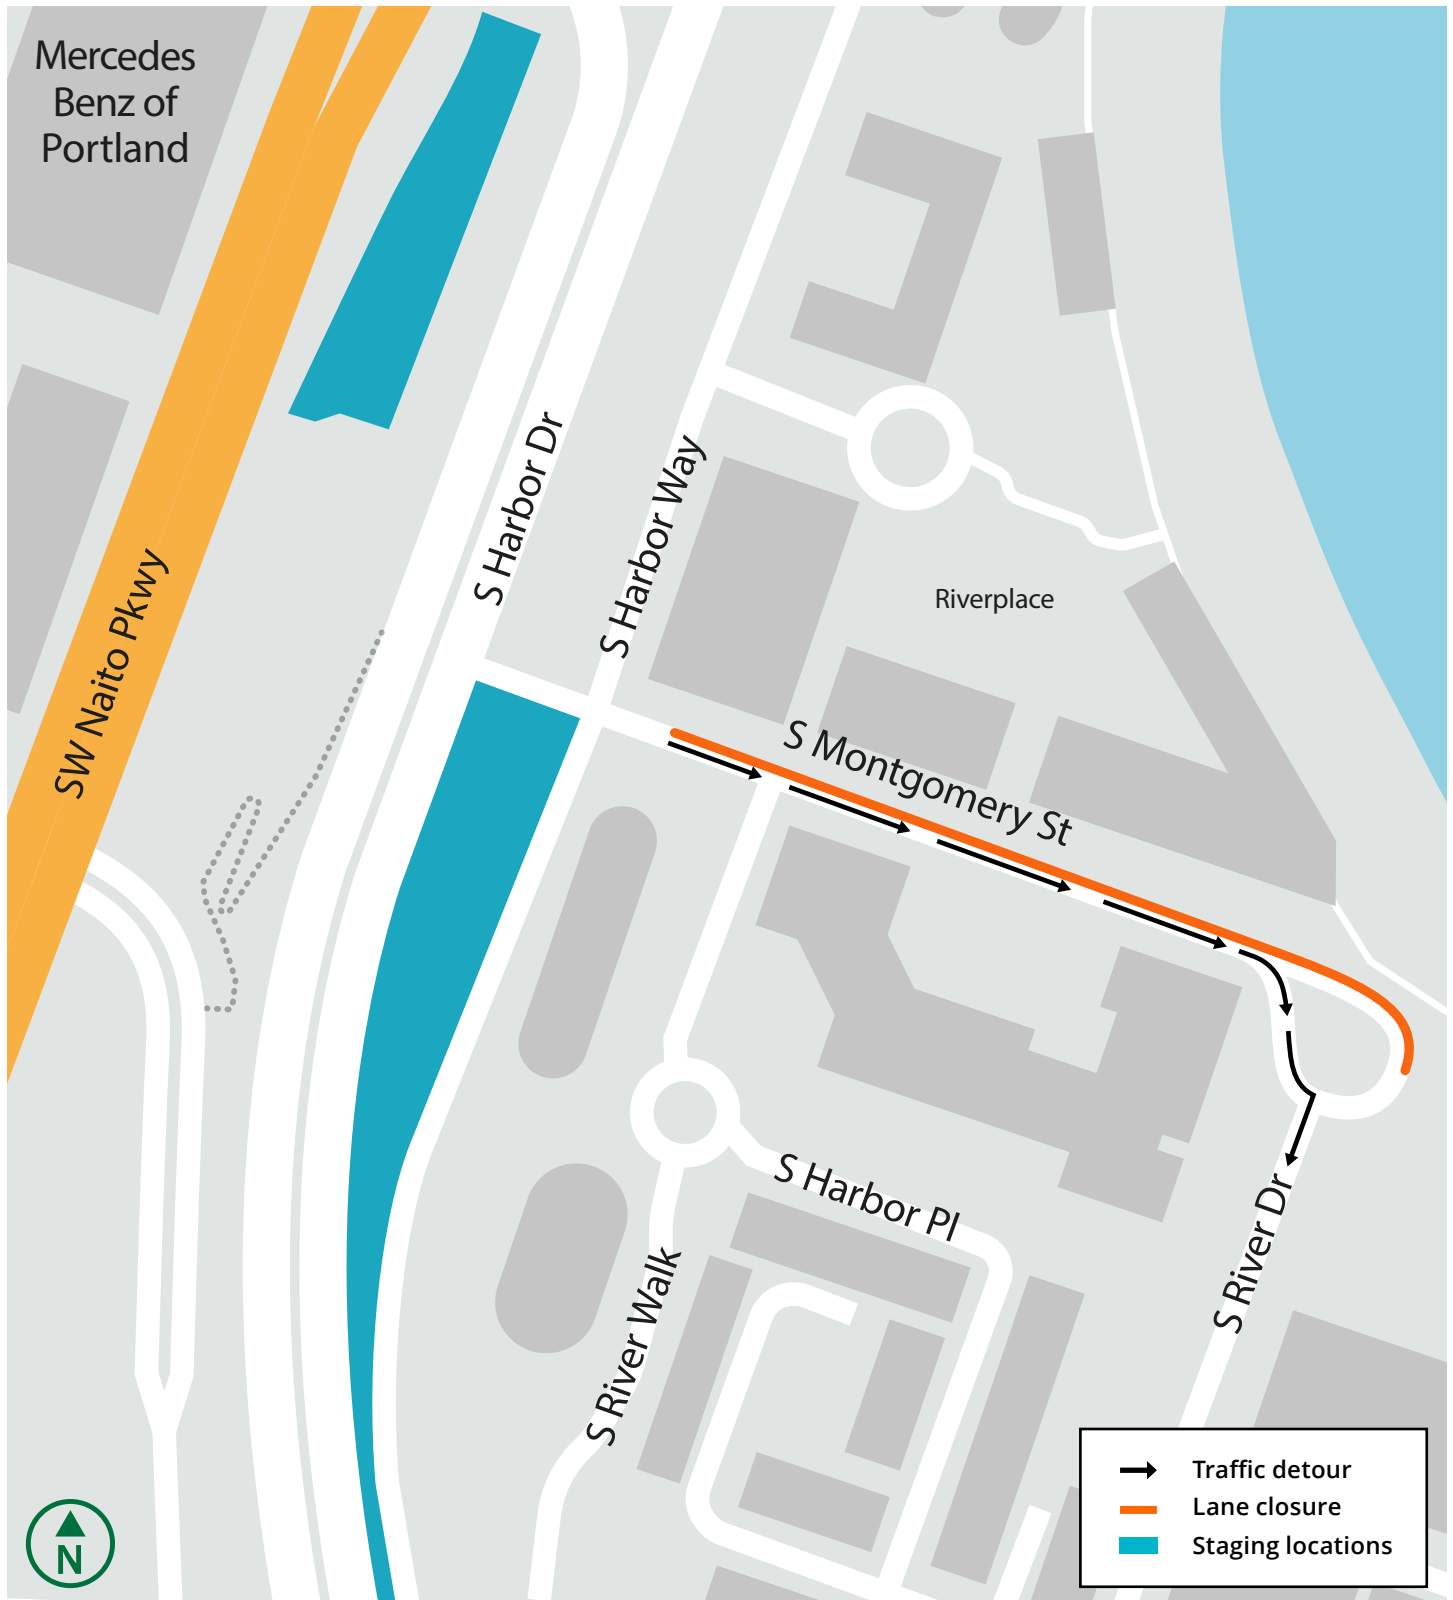 Mercedes
Benz of
Portland
S Harbor Dr
S Harbor Way
SW Naito Pkwy
Riverplace
S Montgomery St
S Harbor Pl
S River Dr
S River Walk
Traffic detour
Lane closure
Staging locations
N